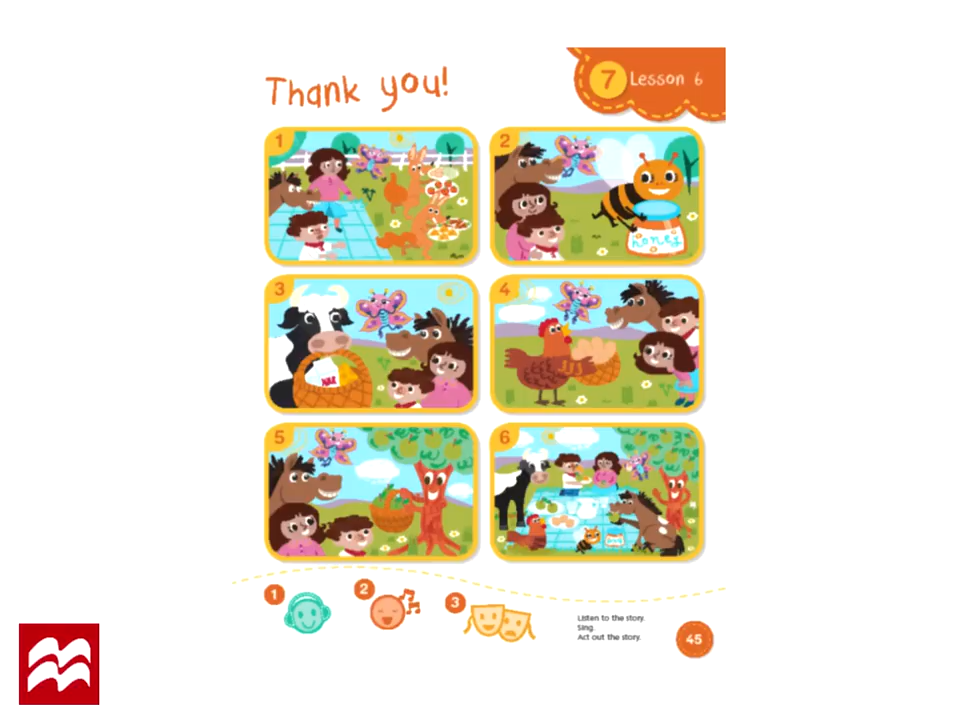 Thank you!
7 Lesson 6
1
2
honey
3
4
5
6
1
2
3
Listen to the story.
Sing.
Act out the story.
45